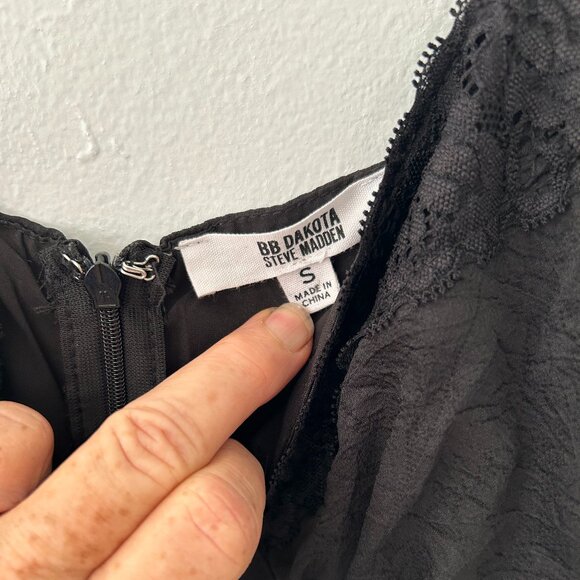 BB DAKOTA
STEVE MADDEN
S
MADE IN
CHINA